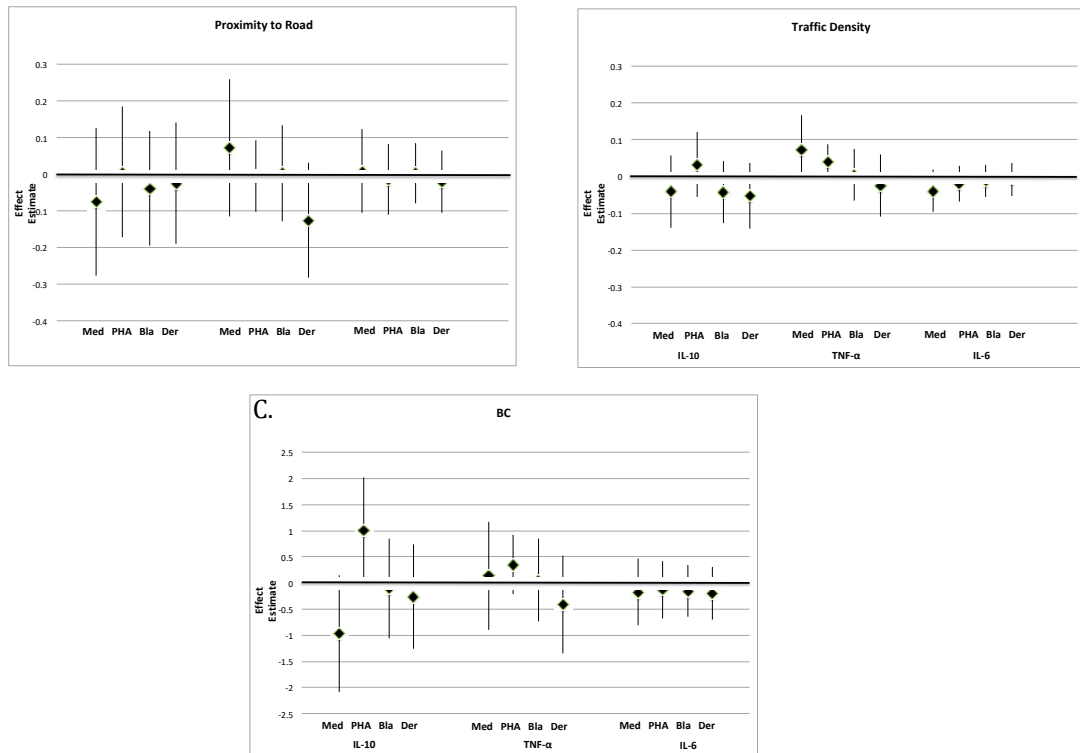 Proximity to Road
0.3
0.2
0.1
0
-0.1
-0.2
-0.3
-0.4
Effect
Estimate
Med PHA Bla Der Med PHA Bla Der Med PHA Bla Der
Traffic Density
0.3
0.2
0.1
0
-0.1
-0.2
-0.3
-0.4
Effect
Estimate
Med PHA Bla Der Med PHA Bla Der Med PHA Bla Der
IL-10 TNF-α IL-6
C.
BC
2.5
2
1.5
1
0.5
0
-0.5
-1
-1.5
-2
-2.5
Effect
Estimate
Med PHA Bla Der Med PHA Bla Der Med PHA Bla Der
IL-10 TNF-α IL-6